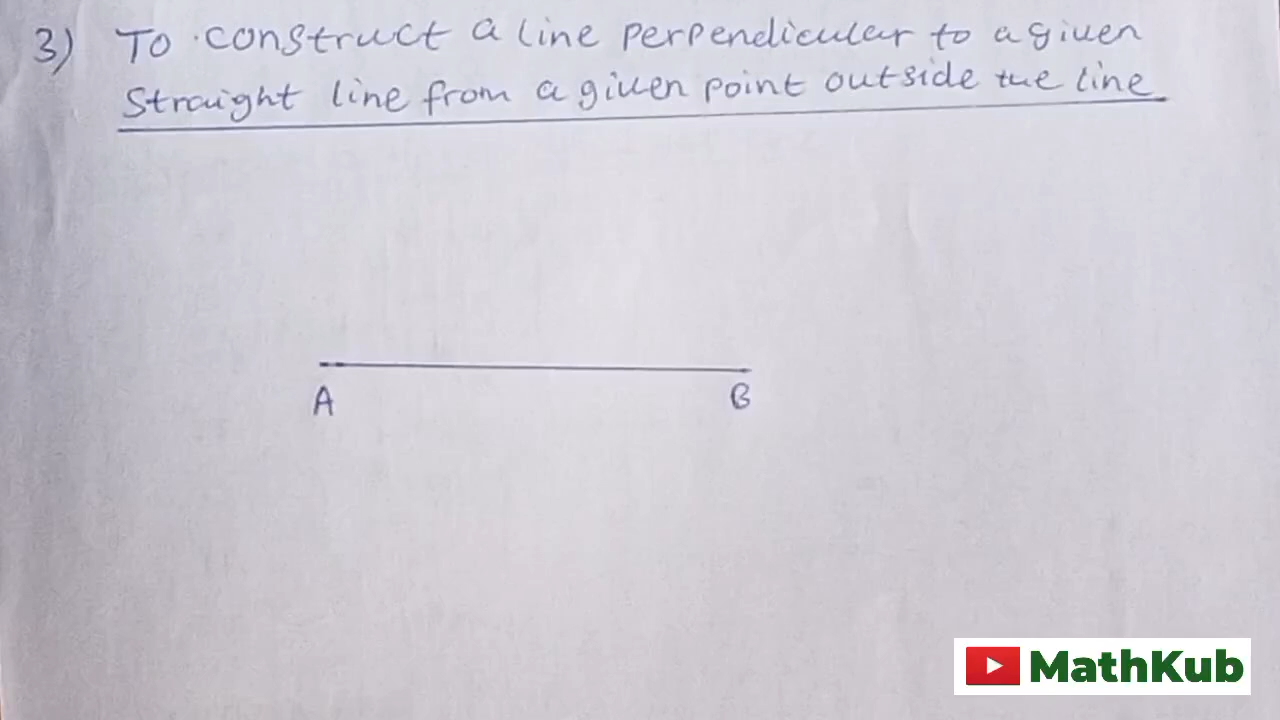 3) To construct a line perpendicular to a given
straight line from a given point outside the line
A B
MathKub